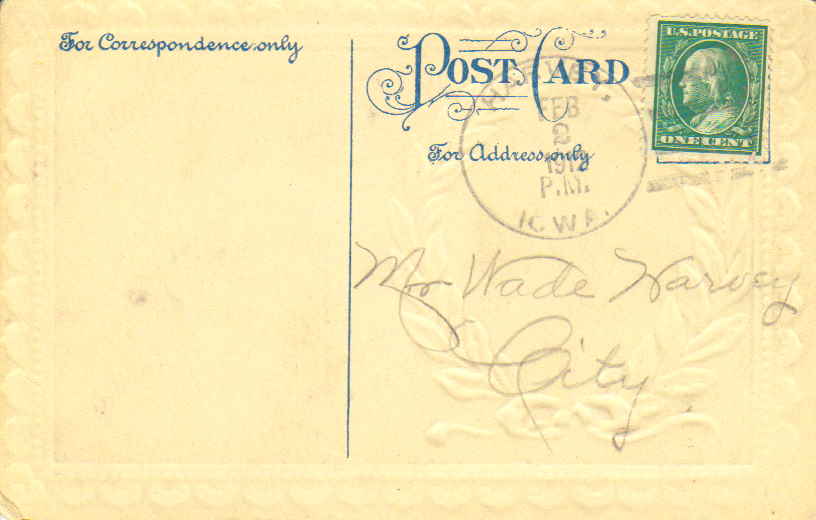 For Correspondence only
POST CARD
U.S. POSTAGE
ONE CENT
For Address only
FEB
2
P.M.
IOWA.
Mr Wade Harvey
City